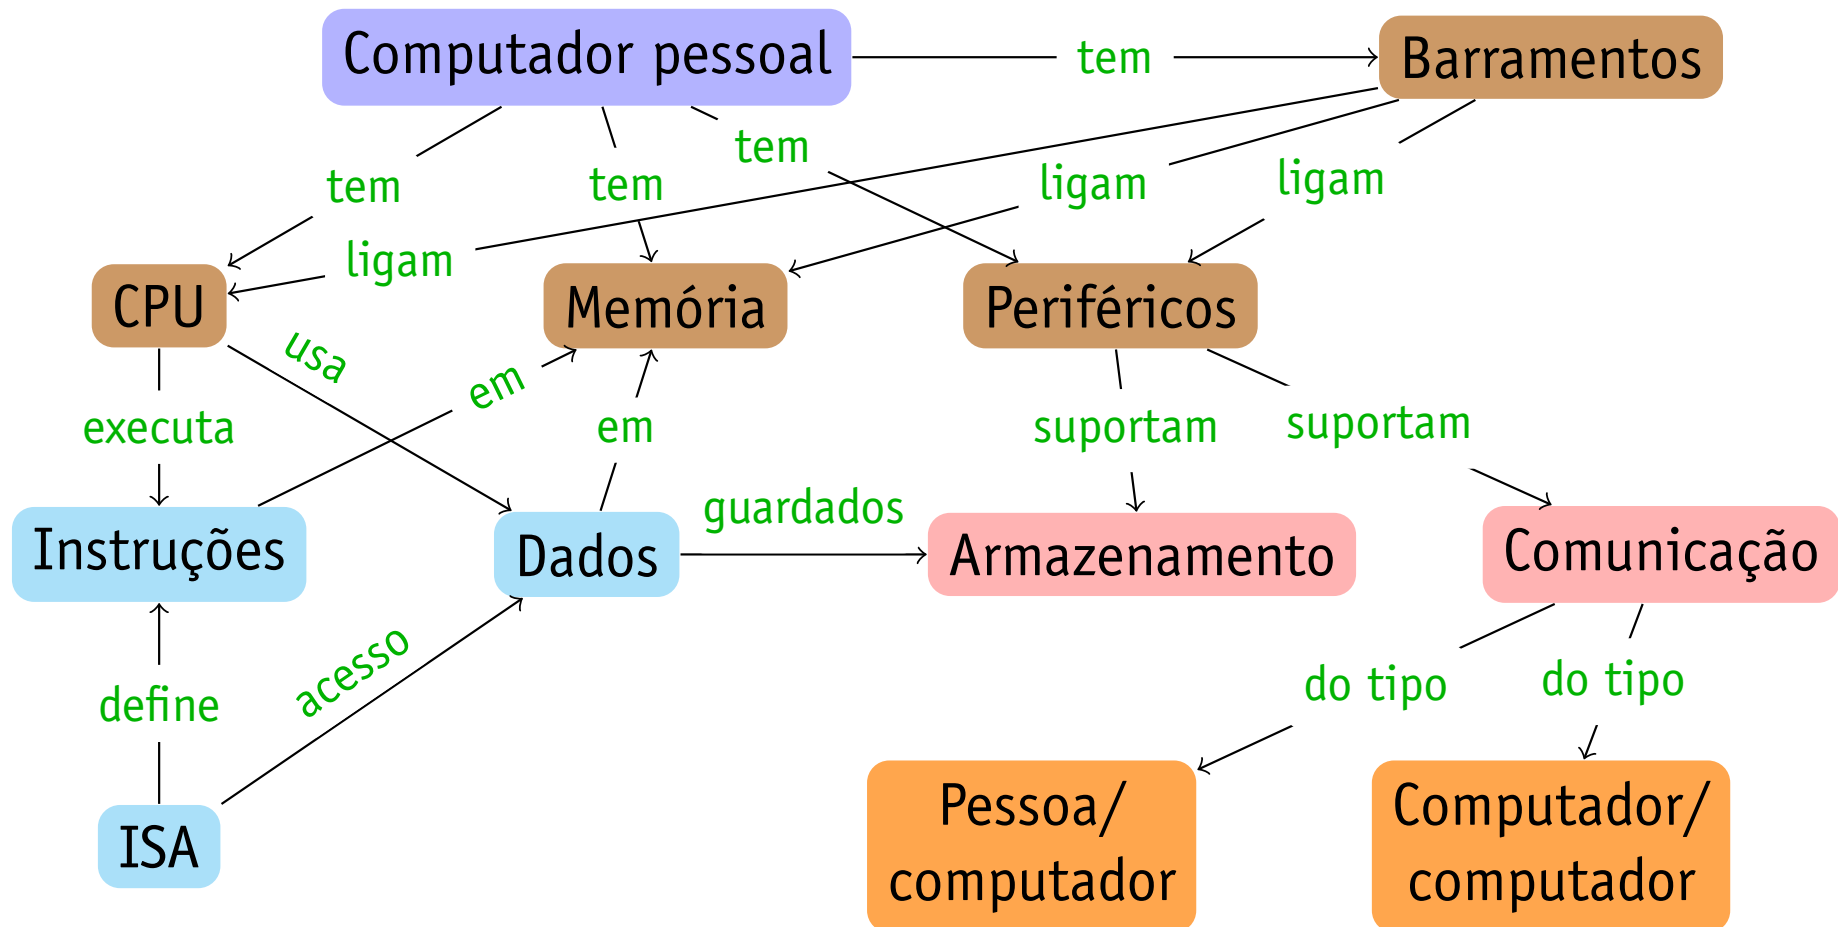 Computador pessoal
tem
Barramentos
tem
tem
tem
ligam
ligam
ligam
CPU
Memória
Periféricos
usa
executa
em
em
suportam
suportam
guardados
Instruções
Dados
Armazenamento
Comunicação
define
acesso
do tipo
do tipo
ISA
Pessoa/
computador
Computador/
computador